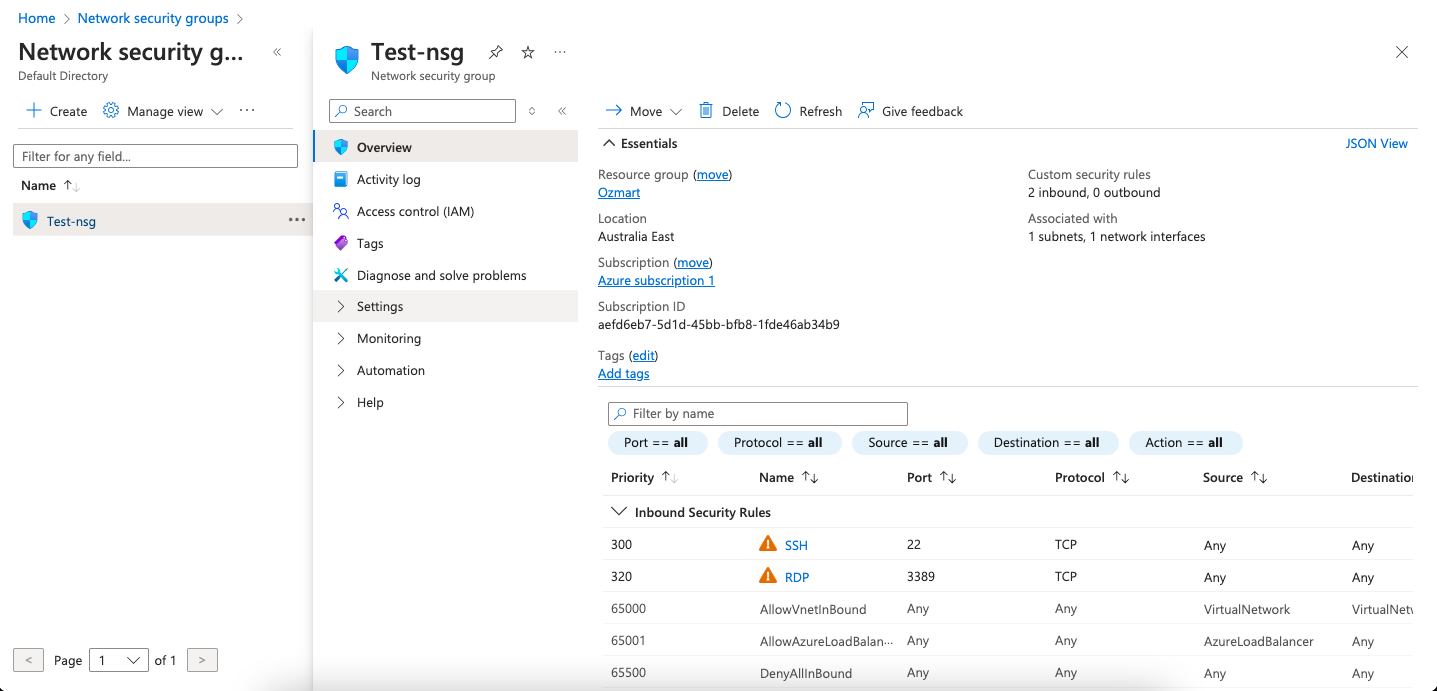 Home > Network security groups >
Network security g...
Default Directory
Create
Manage view
Filter for any field...
Name
Test-nsg
< Page 1 of 1 >
Test-nsg
Network security group
Search
Overview
Activity log
Access control (IAM)
Tags
Diagnose and solve problems
Settings
Monitoring
Automation
Help
Move Delete Refresh Give feedback
Essentials JSON View
Resource group (move)
Ozmart
Location
Australia East
Subscription (move)
Azure subscription 1
Subscription ID
aefd6eb7-5d1d-45bb-bfb8-1fde46ab34b9
Tags (edit)
Add tags
Custom security rules
2 inbound, 0 outbound
Associated with
1 subnets, 1 network interfaces
Filter by name
Port == all Protocol == all Source == all Destination == all Action == all
Priority Name Port Protocol Source Destination
Inbound Security Rules
300 SSH 22 TCP Any Any
320 RDP 3389 TCP Any Any
65000 AllowVnetInBound Any Any VirtualNetwork VirtualNetw
65001 AllowAzureLoadBalan... Any Any AzureLoadBalancer Any
65500 DenyAllInBound Any Any Any Any